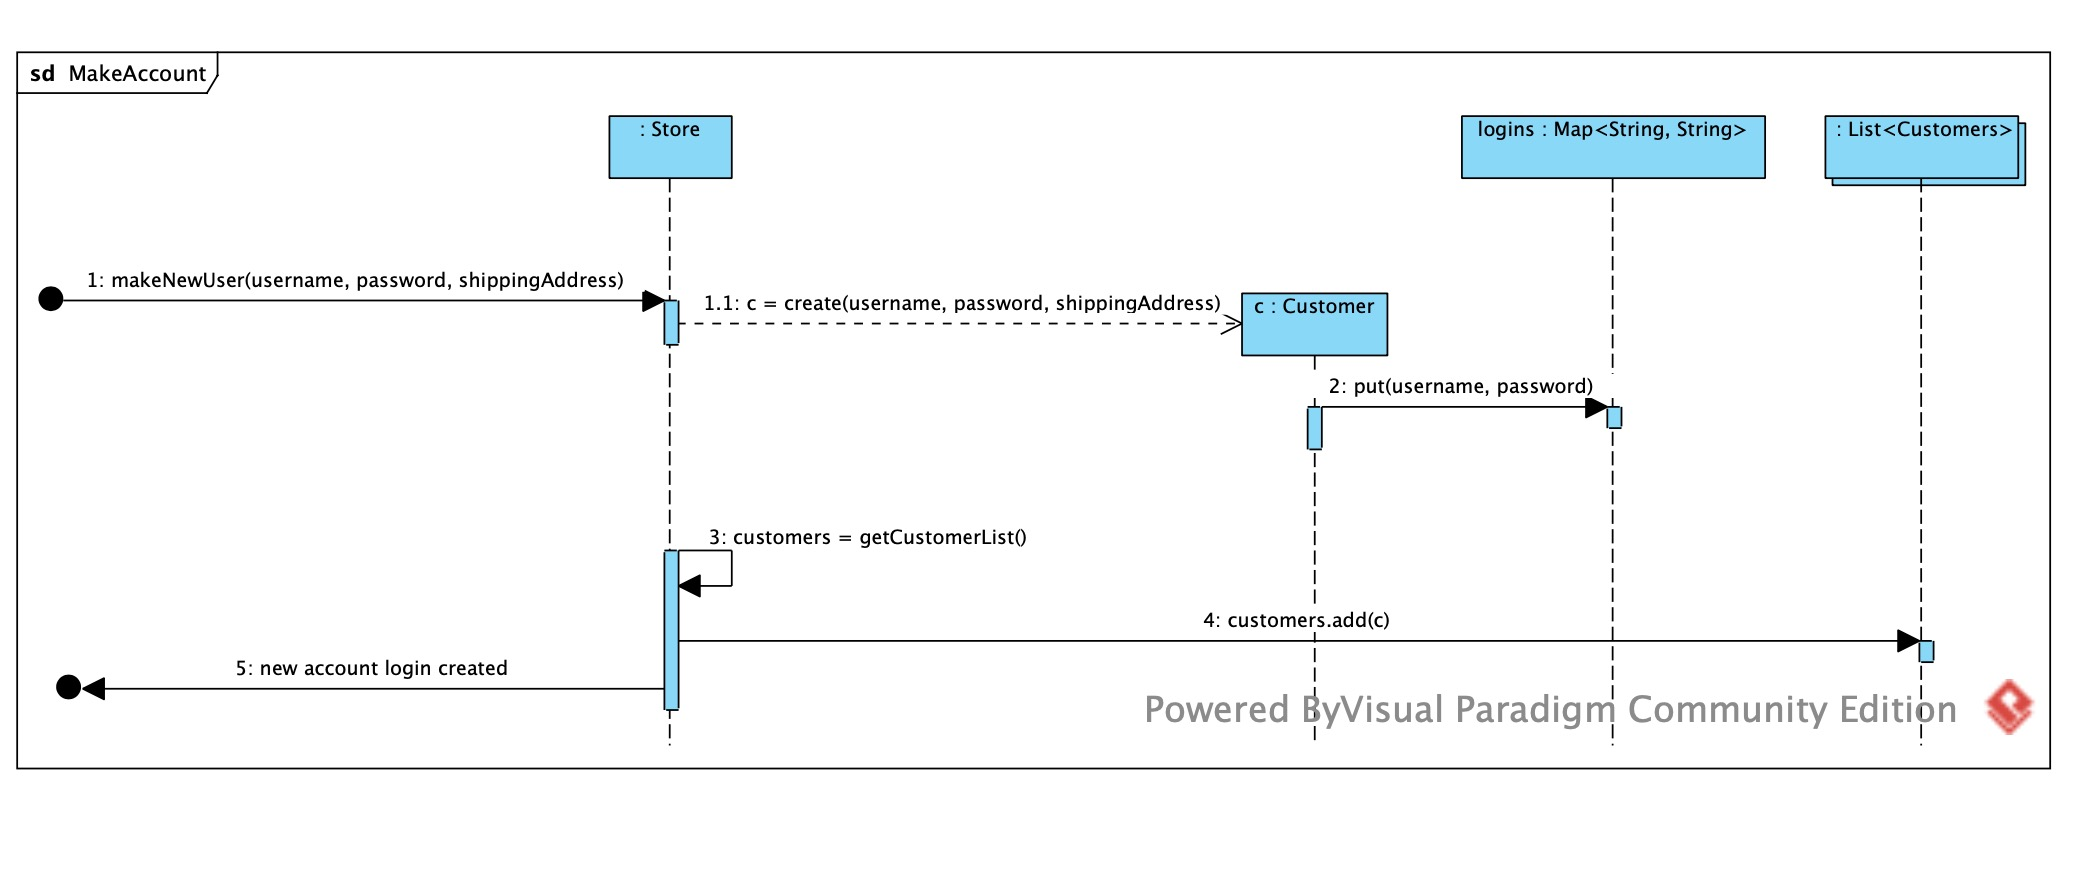 sd MakeAccount
: Store
logins : Map<String, String>
: List<Customers>
1: makeNewUser(username, password, shippingAddress)
1.1: c = create(username, password, shippingAddress)
c : Customer
2: put(username, password)
3: customers = getCustomerList()
4: customers.add(c)
5: new account login created
Powered ByVisual Paradigm Community Edition